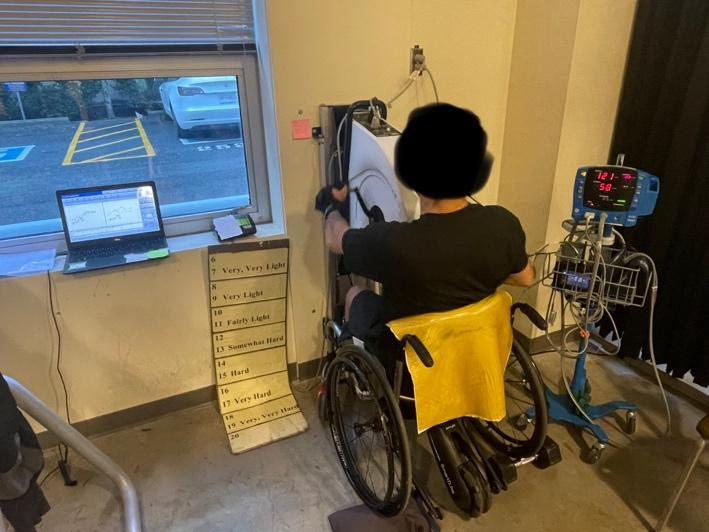 6
7 Very, Very Light
8
9 Very Light
10
11 Fairly Light
12
13 Somewhat Hard
14
15 Hard
16
17 Very Hard
18
19 Very, Very Hard
20
121
58